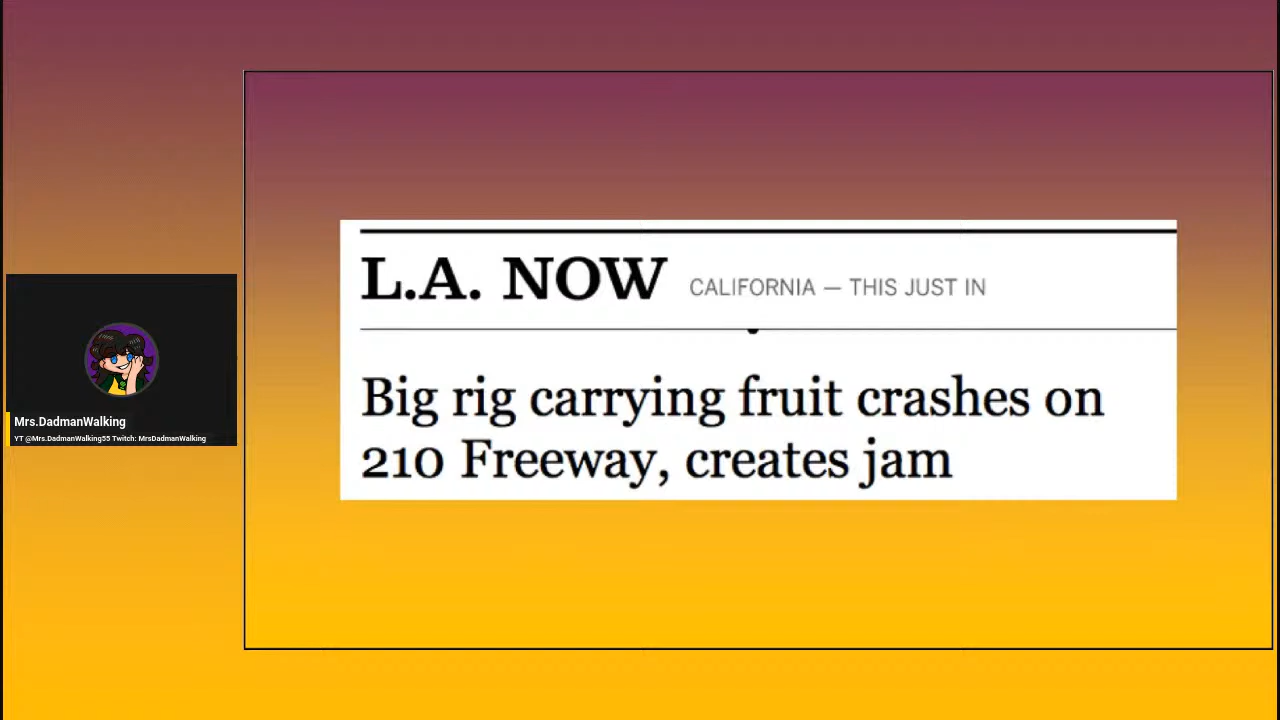 L.A. NOW CALIFORNIA — THIS JUST IN
Big rig carrying fruit crashes on
210 Freeway, creates jam
Mrs.DadmanWalking
YT @Mrs.DadmanWalking55 Twitch: MrsDadmanWalking